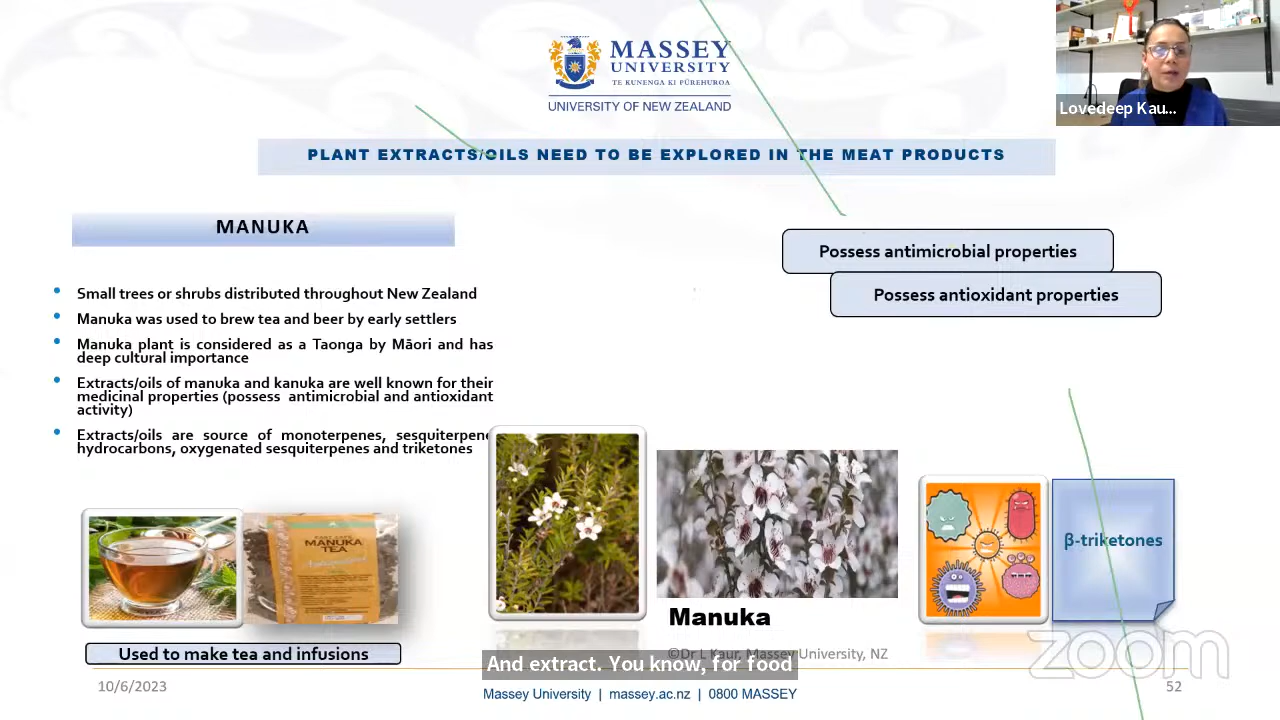 MASSEY
UNIVERSITY
TE KUNENGA KI PŪREHUROA
UNIVERSITY OF NEW ZEALAND
Lovedeep Kau...
PLANT EXTRACTS/OILS NEED TO BE EXPLORED IN THE MEAT PRODUCTS
MANUKA
• Small trees or shrubs distributed throughout New Zealand
• Manuka was used to brew tea and beer by early settlers
• Manuka plant is considered as a Taonga by Māori and has
deep cultural importance
• Extracts/oils of manuka and kanuka are well known for their
medicinal properties (possess antimicrobial and antioxidant
activity)
• Extracts/oils are source of monoterpenes, sesquiterpene
hydrocarbons, oxygenated sesquiterpenes and triketones
Possess antimicrobial properties
Possess antioxidant properties
MANUKA
TEA
β-triketones
Manuka
Used to make tea and infusions
©Dr L Kaur, Massey University, NZ
And extract. You know, for food
zoom
10/6/2023
Massey University | massey.ac.nz | 0800 MASSEY
52